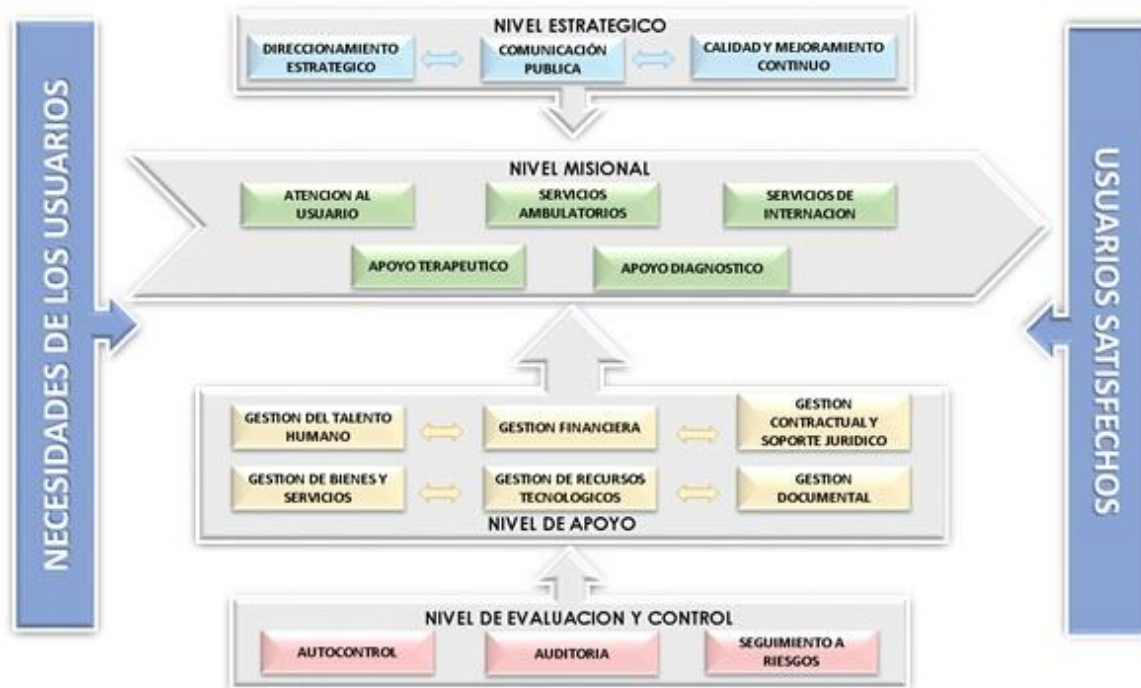 NECESIDADES DE LOS USUARIOS
NIVEL ESTRATEGICO
DIRECCIONAMIENTO
ESTRATEGICO
COMUNICACIÓN
PUBLICA
CALIDAD Y MEJORAMIENTO
CONTINUO
NIVEL MISIONAL
ATENCION AL
USUARIO
SERVICIOS
AMBULATORIOS
SERVICIOS DE
INTERNACION
APOYO TERAPEUTICO
APOYO DIAGNOSTICO
GESTION DEL TALENTO
HUMANO
GESTION FINANCIERA
GESTION
CONTRACTUAL Y
SOPORTE JURIDICO
GESTION DE BIENES Y
SERVICIOS
GESTION DE RECURSOS
TECNOLOGICOS
GESTION
DOCUMENTAL
NIVEL DE APOYO
NIVEL DE EVALUACION Y CONTROL
AUTOCONTROL
AUDITORIA
SEGUIMIENTO A
RIESGOS
USUARIOS SATISFECHOS